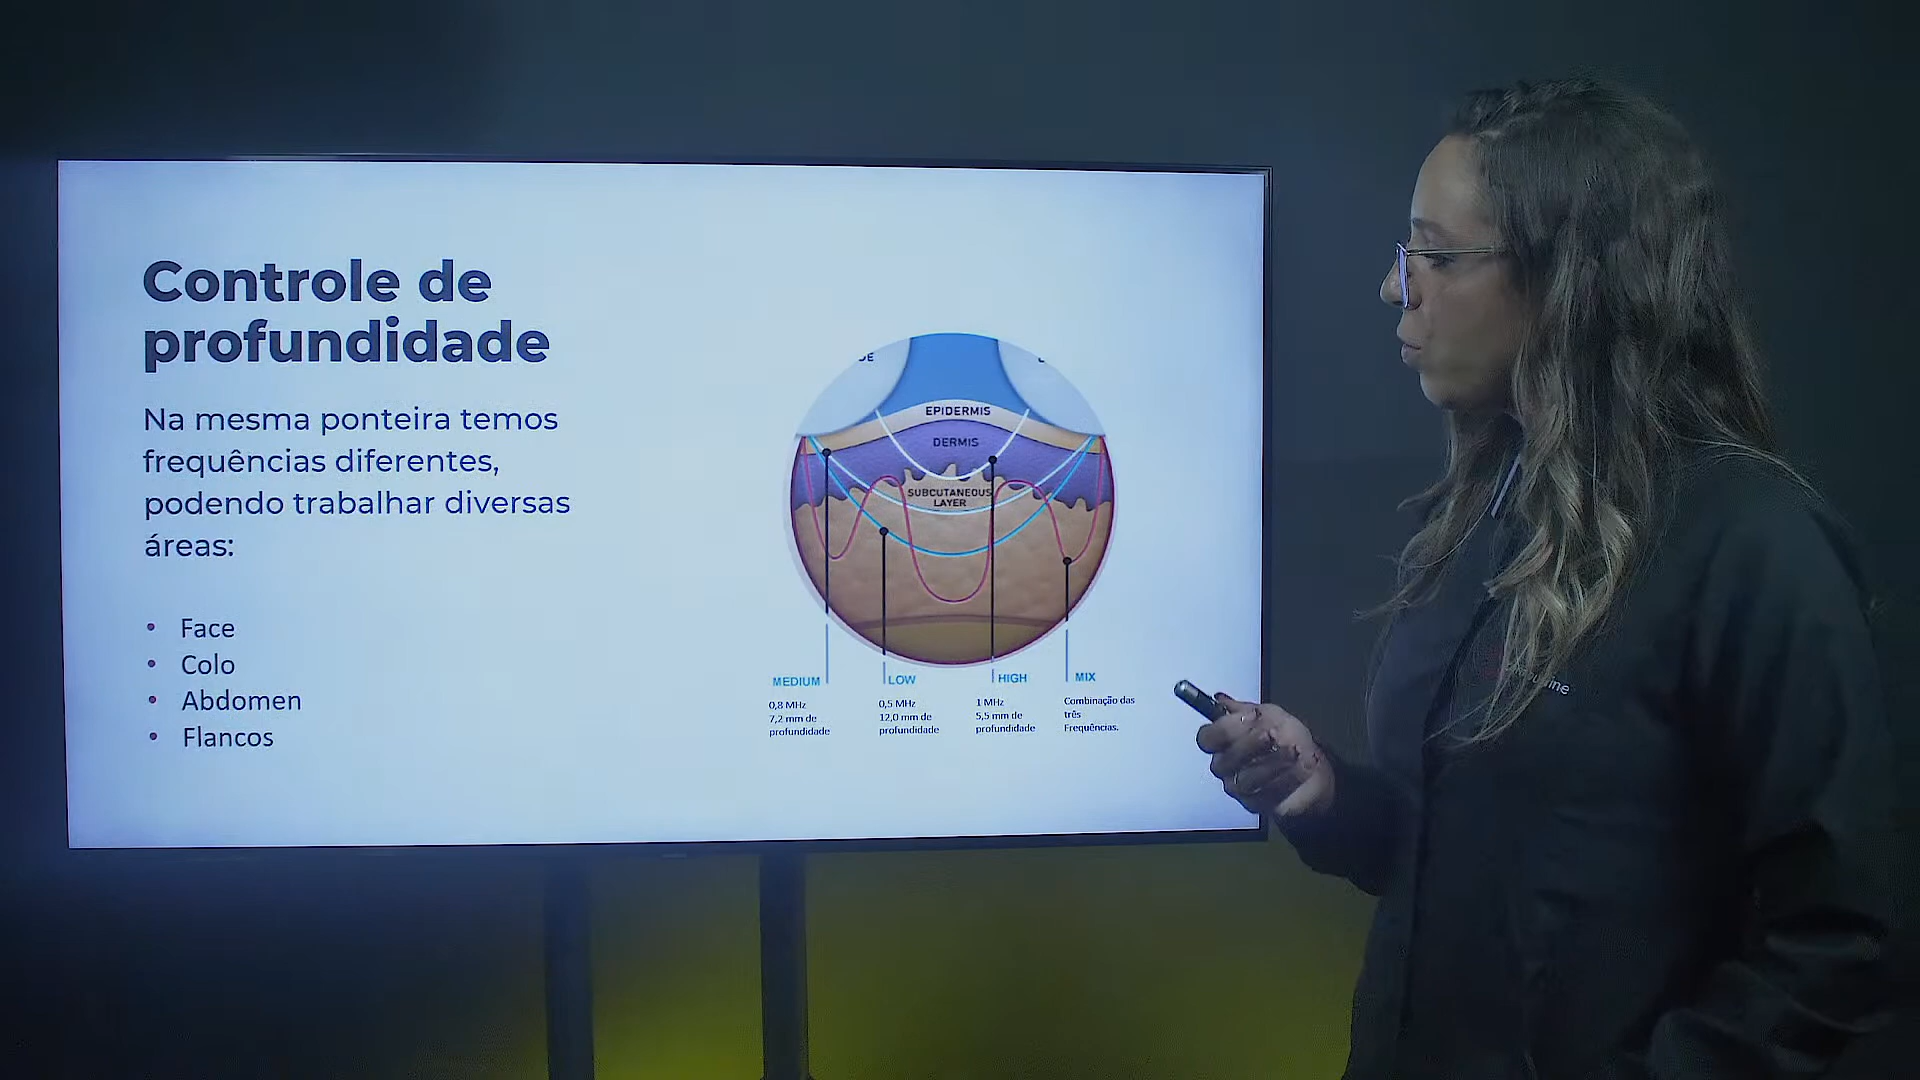 Controle de
profundidade
Na mesma ponteira temos
frequências diferentes,
podendo trabalhar diversas
áreas:
• Face
• Colo
• Abdomen
• Flancos
EPIDERMIS
DERMIS
SUBCUTANEOUS
LAYER
MEDIUM
0,8 MHz
7,2 mm de
profundidade
LOW
0,5 MHz
12,0 mm de
profundidade
HIGH
1 MHz
5,5 mm de
profundidade
MIX
Combinação das
três
Frequências.